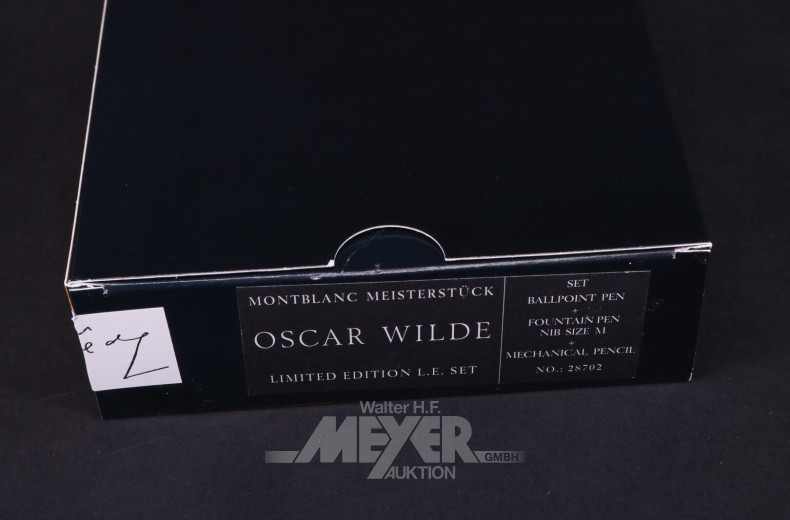 MONTBLANC MEISTERSTÜCK
OSCAR WILDE
LIMITED EDITION L.E. SET
SET
BALLPOINT PEN
+
FOUNTAIN PEN
NIB SIZE M
+
MECHANICAL PENCIL
NO.: 28702
Walter H.F.
MEYER
GMBH
AUKTION